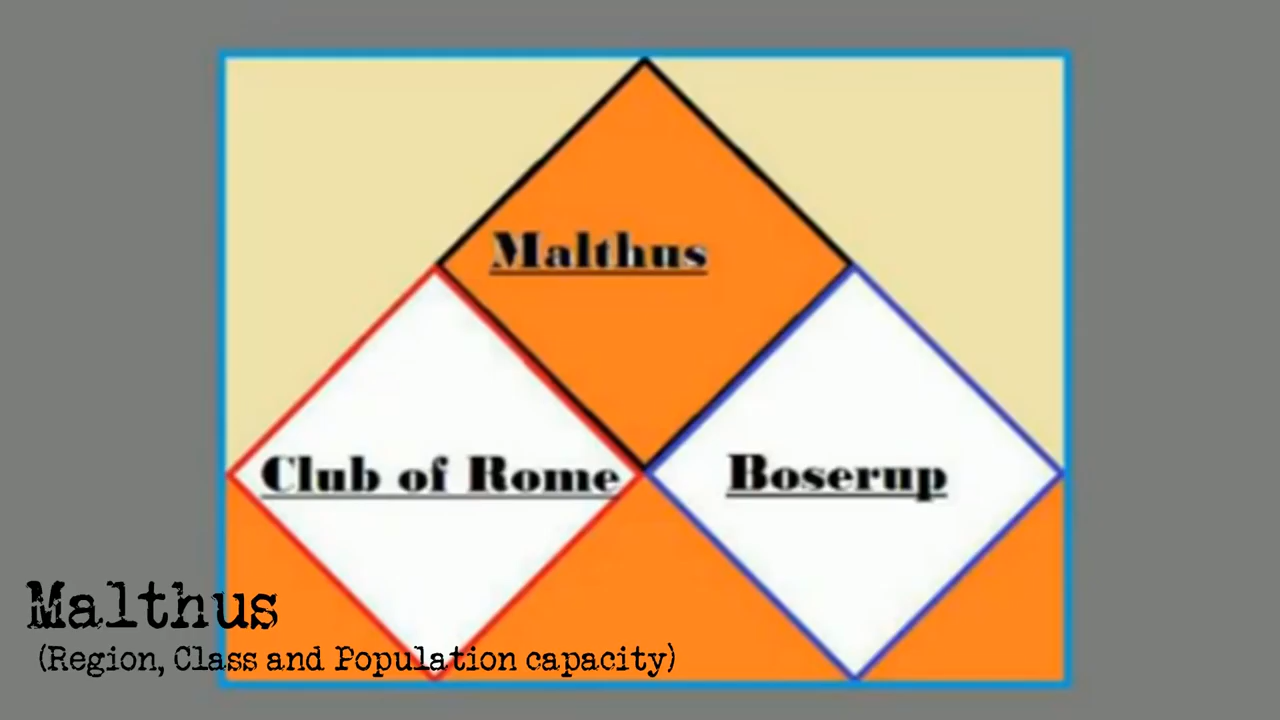 Malthus
Club of Rome
Boserup
Malthus
(Region, Class and Population capacity)